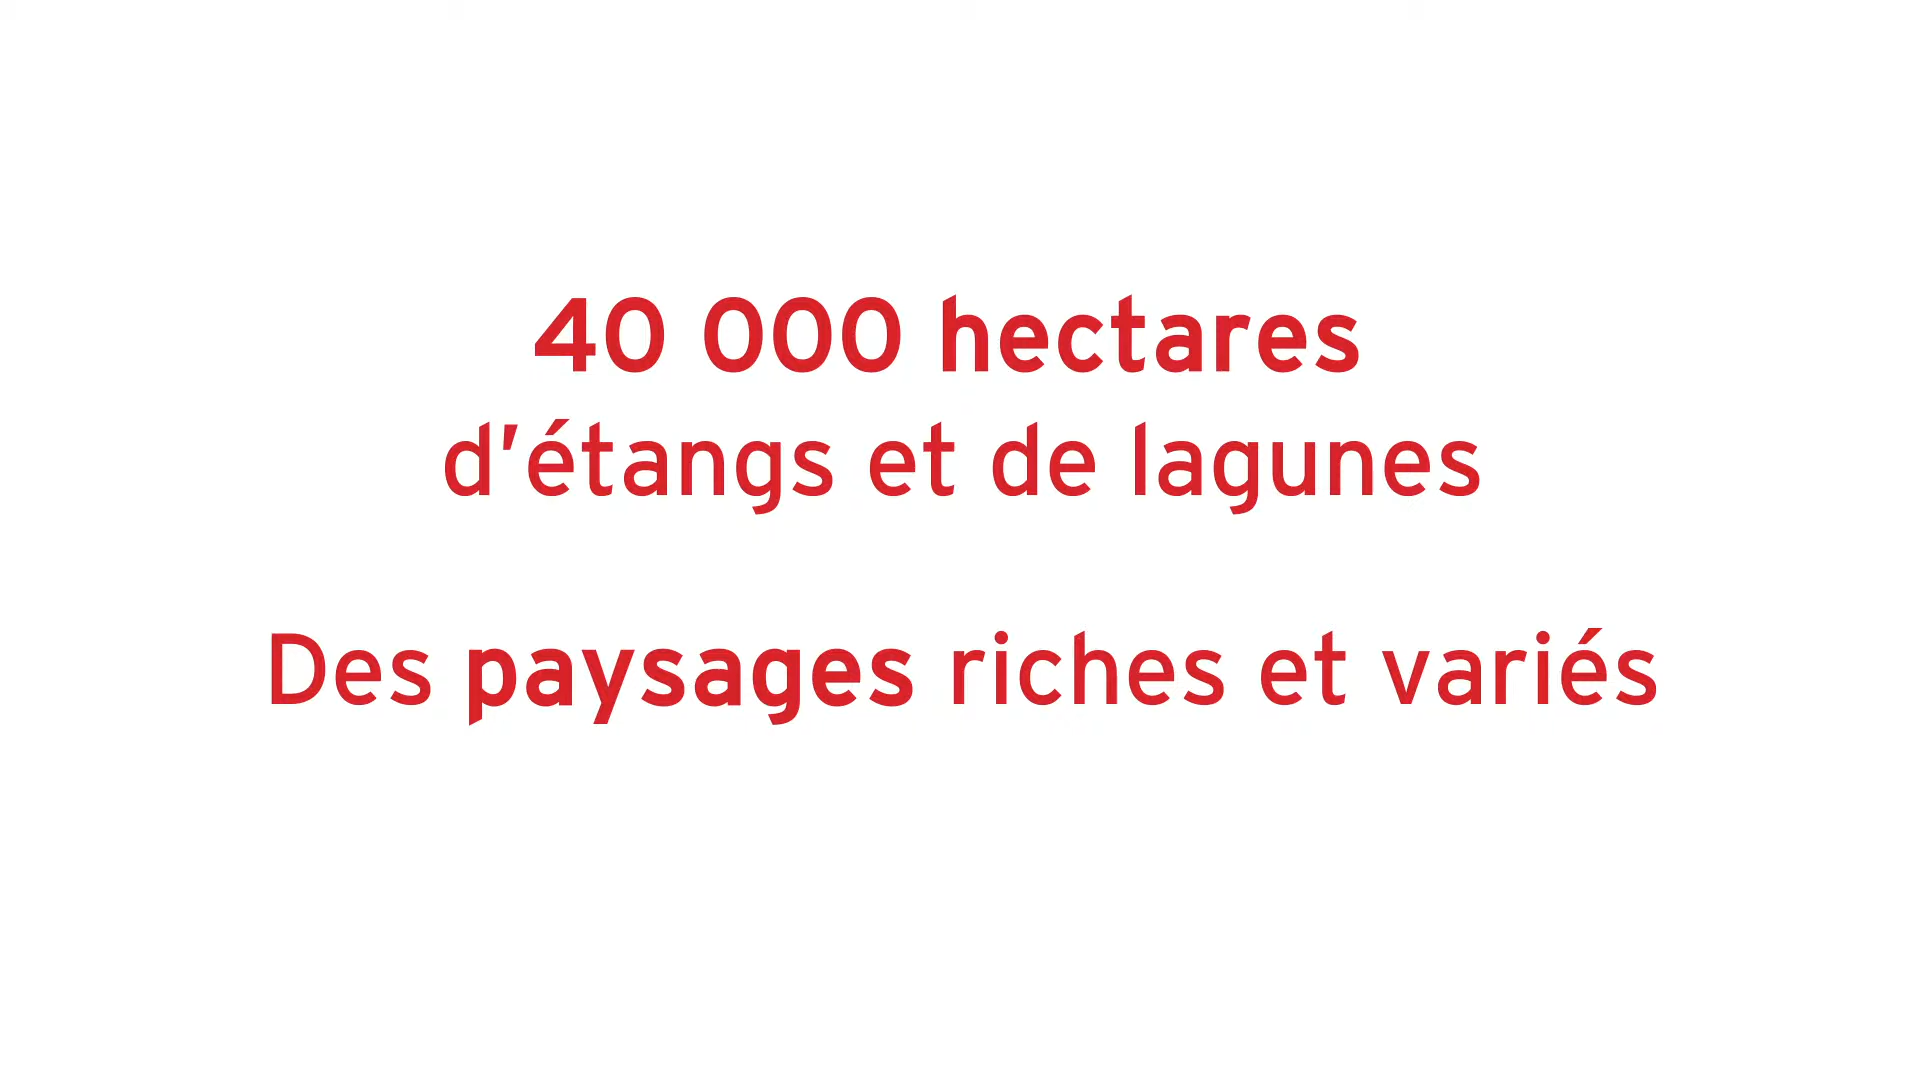 40 000 hectares
d’étangs et de lagunes
Des paysages riches et variés